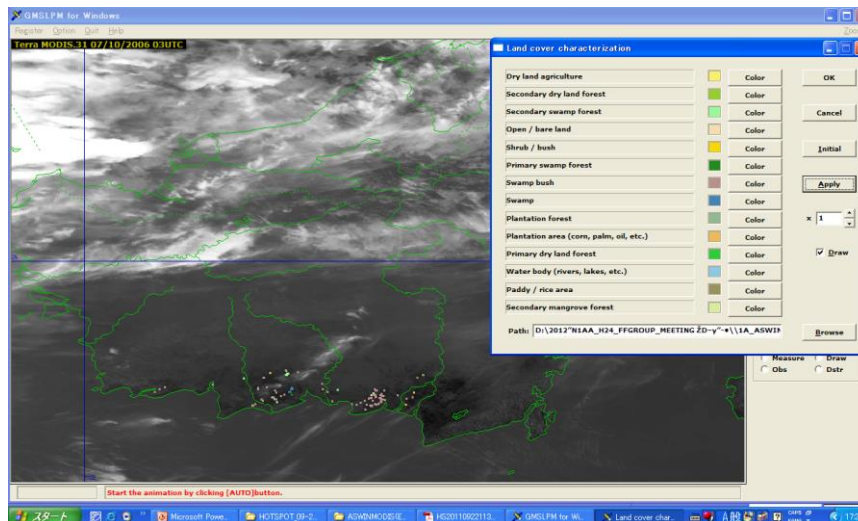 GMSLPM for Windows
Register Option Quit Help
Terra MODIS.31 07/10/2006 03UTC
Land cover characterization
Dry land agriculture Color OK
Secondary dry land forest Color
Secondary swamp forest Color Cancel
Open / bare land Color
Shrub / bush Color Initial
Primary swamp forest Color
Swamp bush Color Apply
Swamp Color
Plantation forest Color × 1
Plantation area (corn, palm, oil, etc.) Color
Primary dry land forest Color Draw
Water body (rivers, lakes, etc.) Color
Paddy / rice area Color
Secondary mangrove forest Color
Path: Browse
Measure Draw
Obs Dstr
Start the animation by clicking [AUTO]button.
スタート Microsoft Powe... HOTSPOT_09-2... ASWINMODIS(E... HS20110922113... GMSLPM for Wi... Land cover char... CAPS